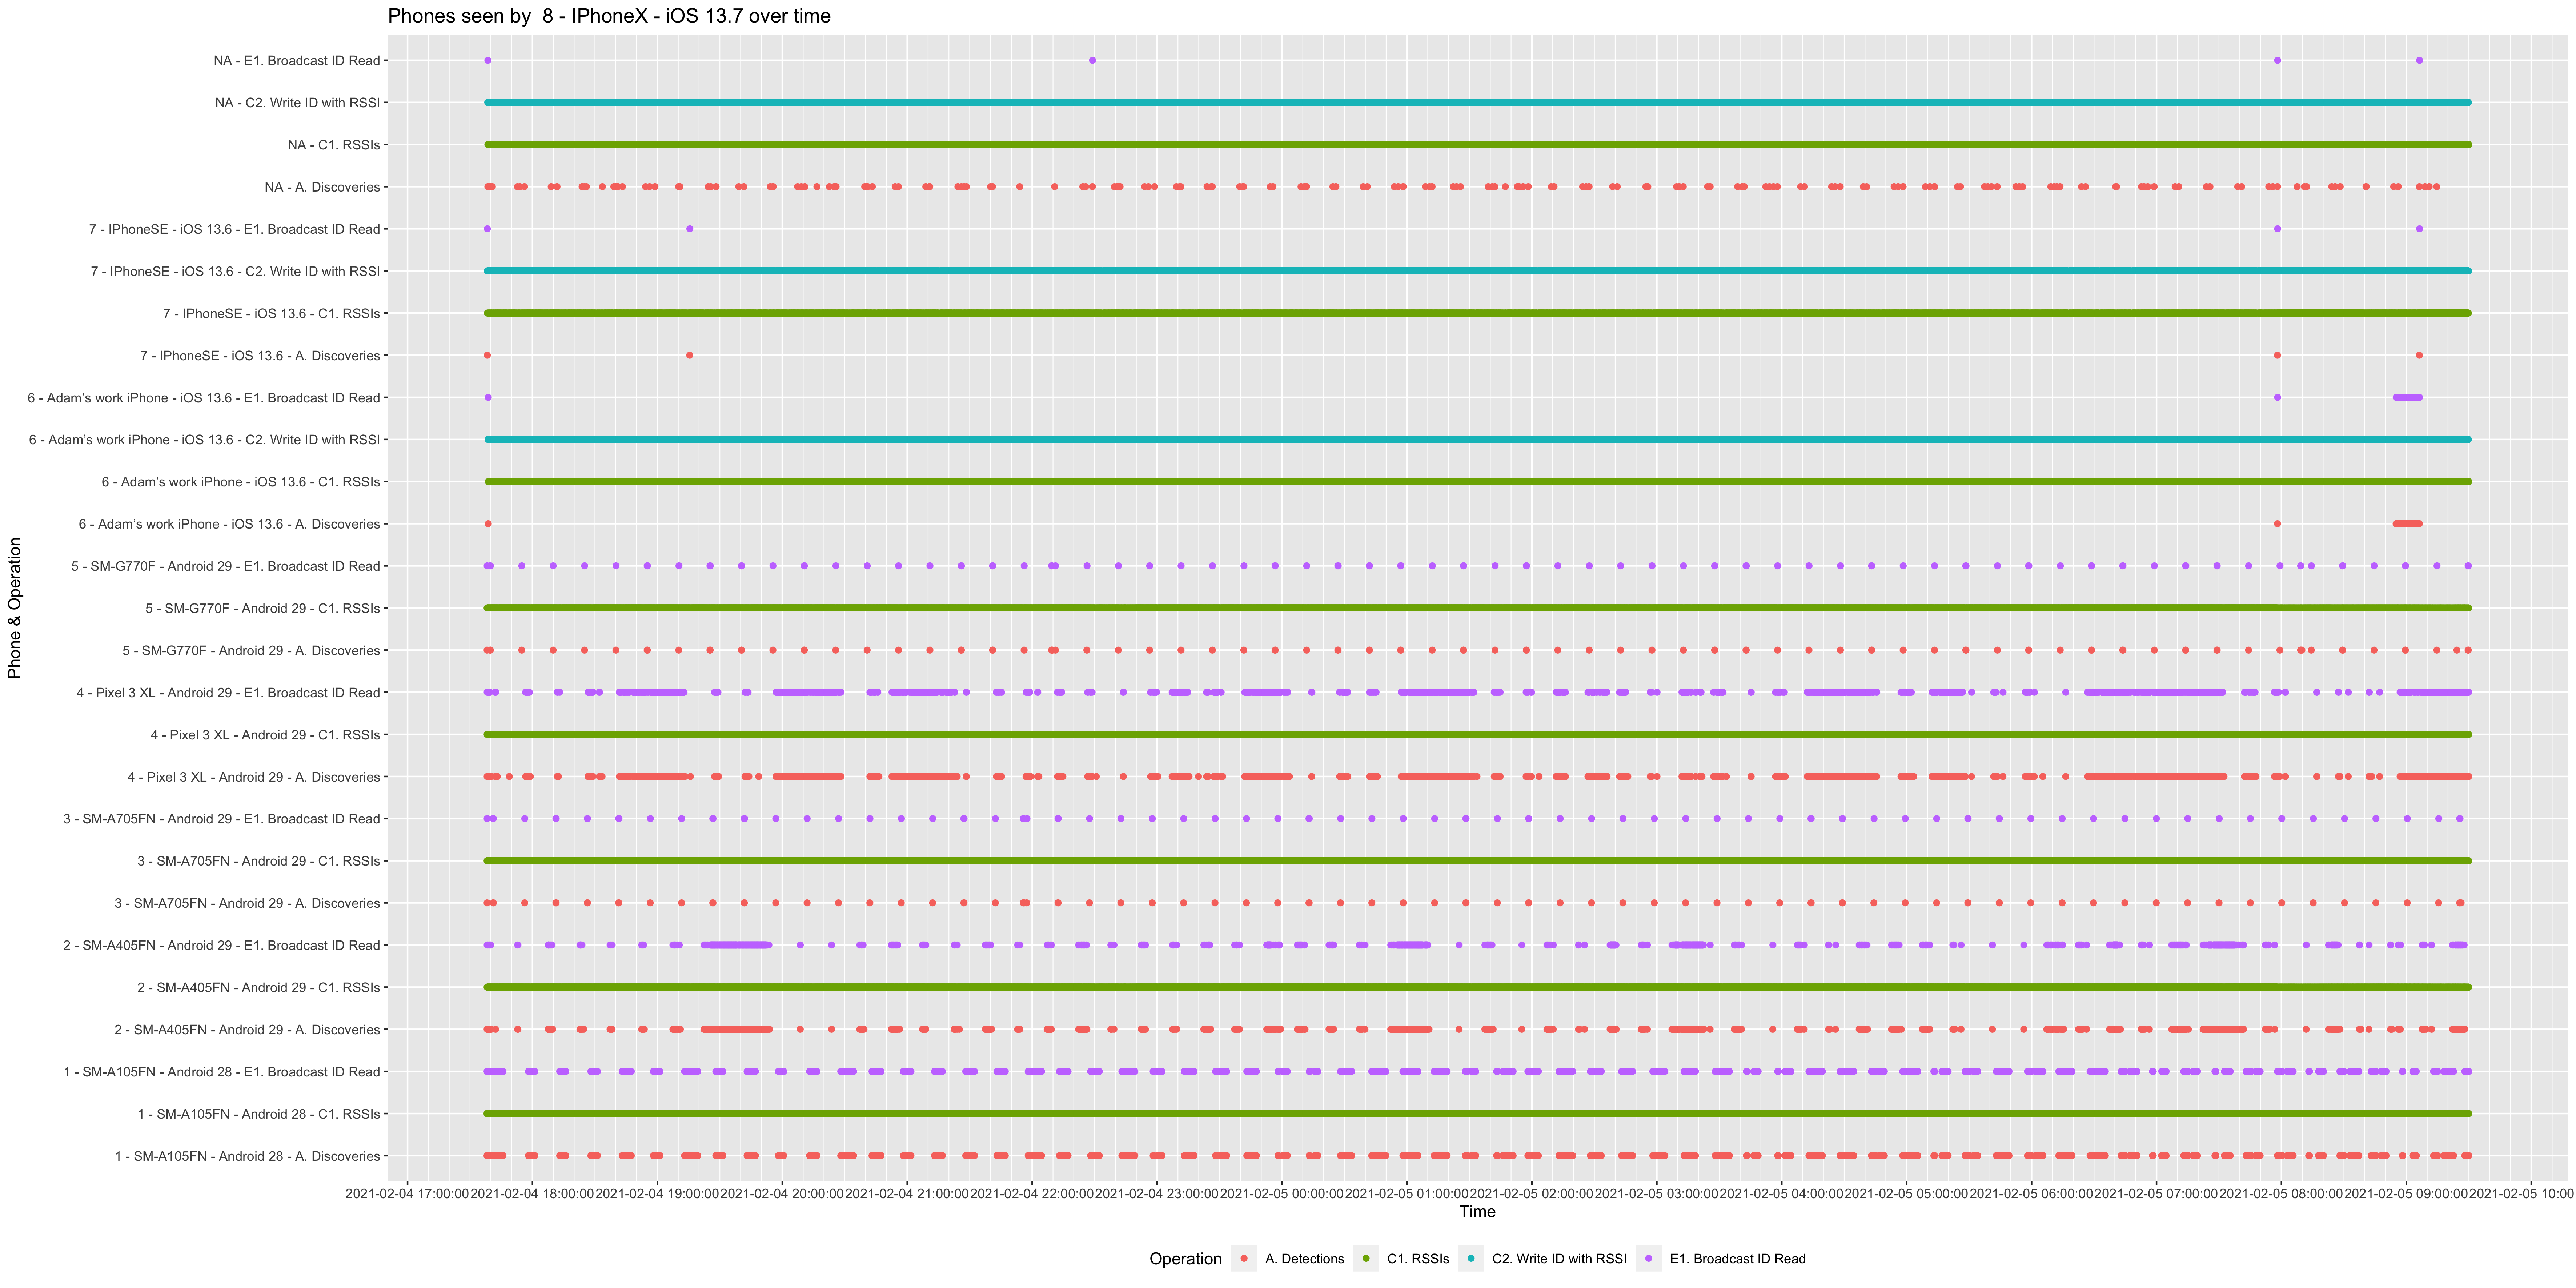 Phones seen by  8 - IPhoneX - iOS 13.7 over time
NA - E1. Broadcast ID Read
NA - C2. Write ID with RSSI
NA - C1. RSSIs
NA - A. Discoveries
7 - IPhoneSE - iOS 13.6 - E1. Broadcast ID Read
7 - IPhoneSE - iOS 13.6 - C2. Write ID with RSSI
7 - IPhoneSE - iOS 13.6 - C1. RSSIs
7 - IPhoneSE - iOS 13.6 - A. Discoveries
6 - Adam's work iPhone - iOS 13.6 - E1. Broadcast ID Read
6 - Adam's work iPhone - iOS 13.6 - C2. Write ID with RSSI
6 - Adam's work iPhone - iOS 13.6 - C1. RSSIs
6 - Adam's work iPhone - iOS 13.6 - A. Discoveries
5 - SM-G770F - Android 29 - E1. Broadcast ID Read
5 - SM-G770F - Android 29 - C1. RSSIs
5 - SM-G770F - Android 29 - A. Discoveries
4 - Pixel 3 XL - Android 29 - E1. Broadcast ID Read
4 - Pixel 3 XL - Android 29 - C1. RSSIs
4 - Pixel 3 XL - Android 29 - A. Discoveries
3 - SM-A705FN - Android 29 - E1. Broadcast ID Read
3 - SM-A705FN - Android 29 - C1. RSSIs
3 - SM-A705FN - Android 29 - A. Discoveries
2 - SM-A405FN - Android 29 - E1. Broadcast ID Read
2 - SM-A405FN - Android 29 - C1. RSSIs
2 - SM-A405FN - Android 29 - A. Discoveries
1 - SM-A105FN - Android 28 - E1. Broadcast ID Read
1 - SM-A105FN - Android 28 - C1. RSSIs
1 - SM-A105FN - Android 28 - A. Discoveries
Phone & Operation
2021-02-04 17:00:00 2021-02-04 18:00:00 2021-02-04 19:00:00 2021-02-04 20:00:00 2021-02-04 21:00:00 2021-02-04 22:00:00 2021-02-04 23:00:00 2021-02-05 00:00:00 2021-02-05 01:00:00 2021-02-05 02:00:00 2021-02-05 03:00:00 2021-02-05 04:00:00 2021-02-05 05:00:00 2021-02-05 06:00:00 2021-02-05 07:00:00 2021-02-05 08:00:00 2021-02-05 09:00:00 2021-02-05 10:00
Time
Operation A. Detections C1. RSSIs C2. Write ID with RSSI E1. Broadcast ID Read